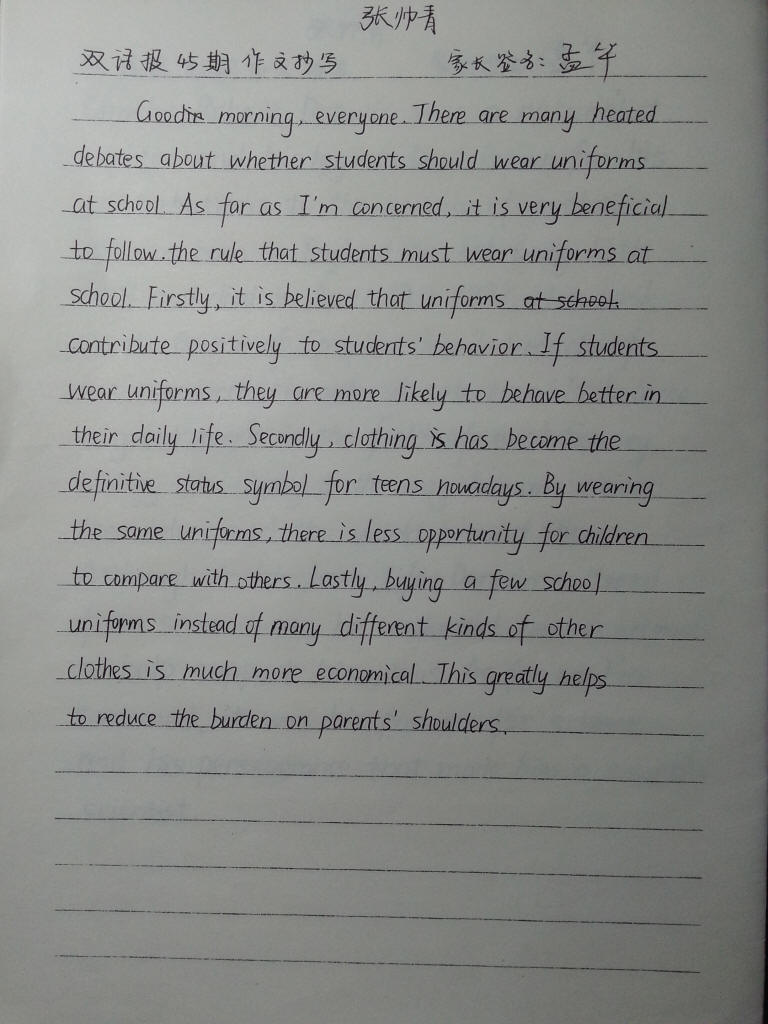 张帅青
双语报45期作文抄写 家长签名:孟华
Good morning, everyone. There are many heated
debates about whether students should wear uniforms
at school. As far as I'm concerned, it is very beneficial
to follow.the rule that students must wear uniforms at
school. Firstly, it is believed that uniforms at school.
contribute positively to students' behavior. If students
wear uniforms, they are more likely to behave better in
their daily life. Secondly, clothing has become the
definitive status symbol for teens nowadays. By wearing
the same uniforms, there is less opportunity for children
to compare with others. Lastly, buying a few school
uniforms instead of many different kinds of other
clothes is much more economical. This greatly helps
to reduce the burden on parents' shoulders.